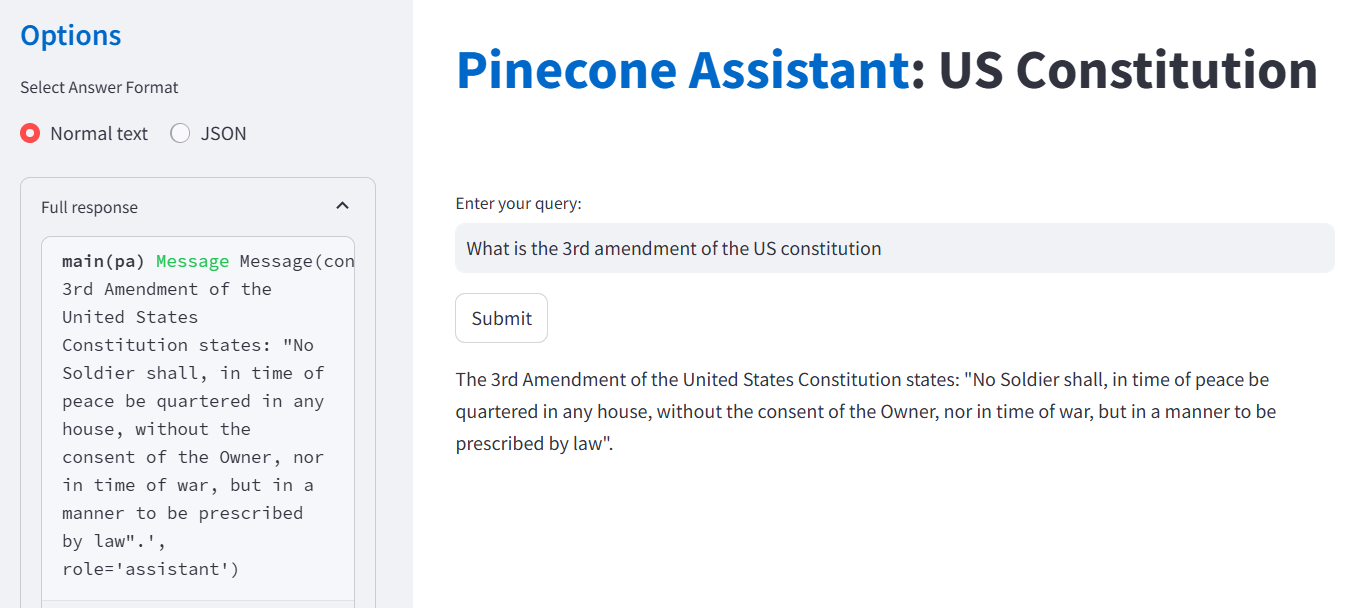 Options
Select Answer Format
Normal text
JSON
Full response
main(pa) Message Message(con
3rd Amendment of the
United States
Constitution states: "No
Soldier shall, in time of
peace be quartered in any
house, without the
consent of the Owner, nor
in time of war, but in a
manner to be prescribed
by law".',
role='assistant')
Pinecone Assistant: US Constitution
Enter your query:
What is the 3rd amendment of the US constitution
Submit
The 3rd Amendment of the United States Constitution states: "No Soldier shall, in time of peace be
quartered in any house, without the consent of the Owner, nor in time of war, but in a manner to be
prescribed by law".